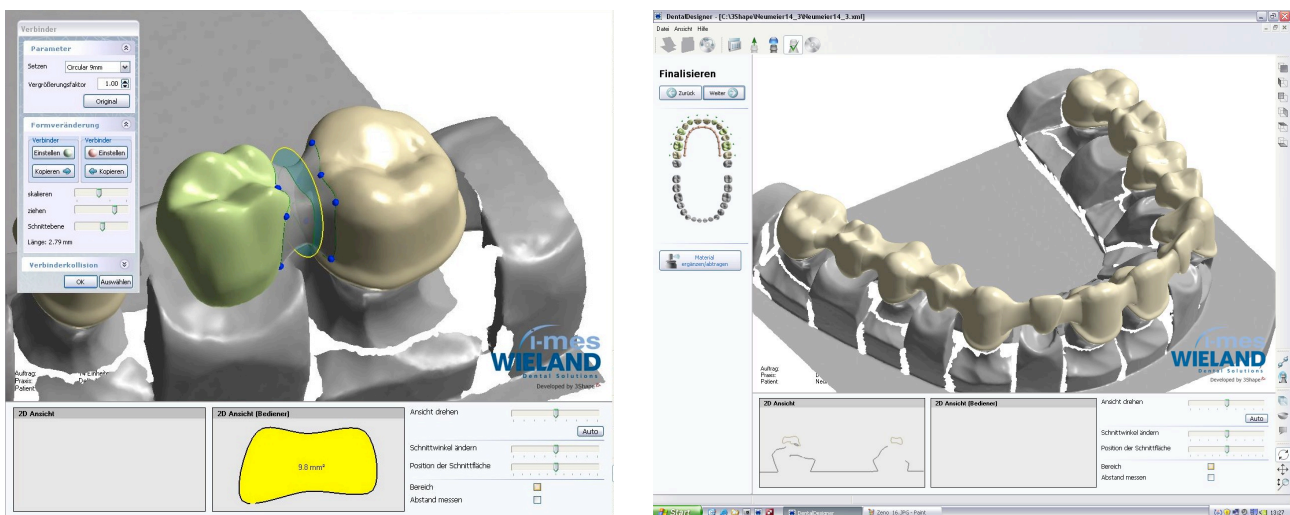 Verbinder
Parameter
Setzen Circular 9mm
Vergrößerungsfaktor 1.00
Original
Formveränderung
Verbinder Verbinder
Einstellen Einstellen
Kopieren Kopieren
skalieren
ziehen
Schnittebene
Länge: 2.79 mm
Verbinderkollision
OK Auswählen
Auftrag:
Praxis:
Patient
14 Einheit
i-mes
WIELAND
Dental Solutions
Developed by 3Shape
2D Ansicht
2D Ansicht (Bediener)
9.8 mm²
Ansicht drehen
Auto
Schnittwinkel ändern
Position der Schnittfläche
Bereich
Abstand messen
DentalDesigner - [C:\3Shape\Neumeier14_3\Neumeier14_3.xml]
Datei Ansicht Hilfe
Finalisieren
Zurück Weiter
Material
ergänzen/abtragen
Auftrag:
Praxis:
Patient:
i-mes
WIELAND
Dental Solutions
Developed by 3Shape
2D Ansicht
2D Ansicht (Bediener)
Ansicht drehen
Auto
Schnittwinkel ändern
Position der Schnittfläche
Bereich
Abstand messen
Start
DentalDesigner
Zeno 16.JPG - Paint
13:27